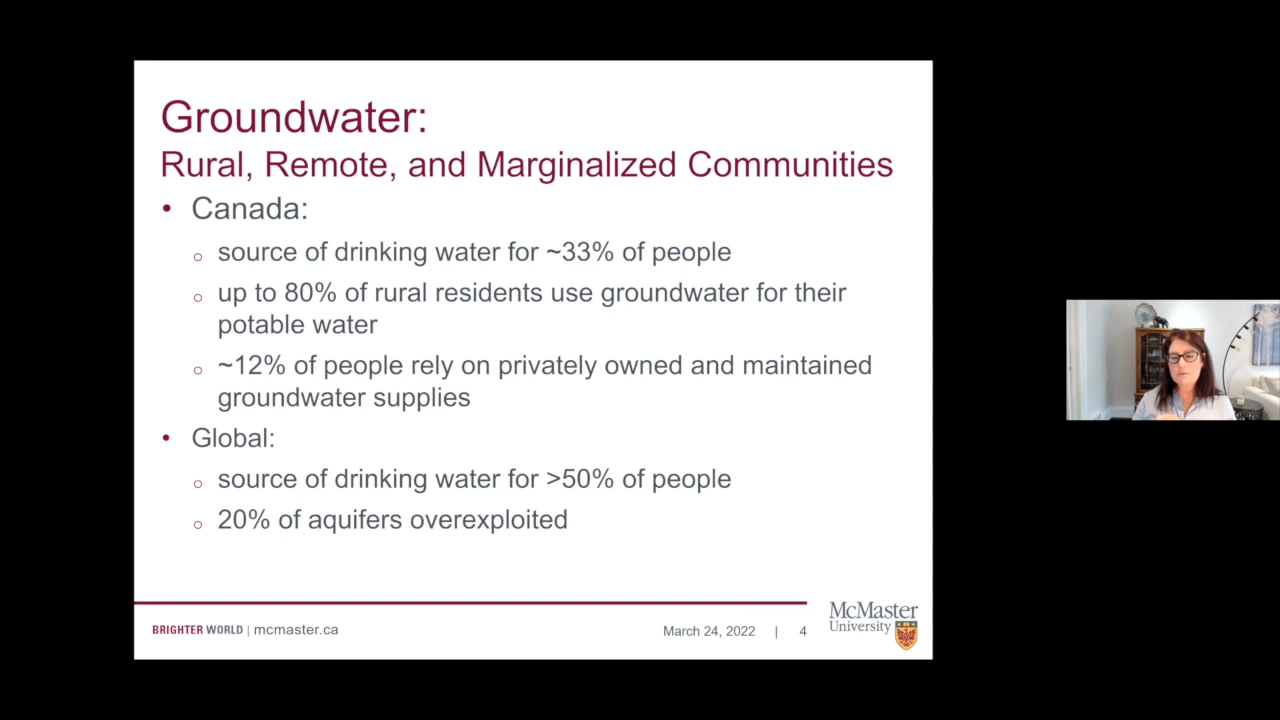 Groundwater:
Rural, Remote, and Marginalized Communities
• Canada:
o source of drinking water for ~33% of people
o up to 80% of rural residents use groundwater for their
potable water
o ~12% of people rely on privately owned and maintained
groundwater supplies
• Global:
o source of drinking water for >50% of people
o 20% of aquifers overexploited
BRIGHTER WORLD | mcmaster.ca
March 24, 2022 | 4
McMaster
University